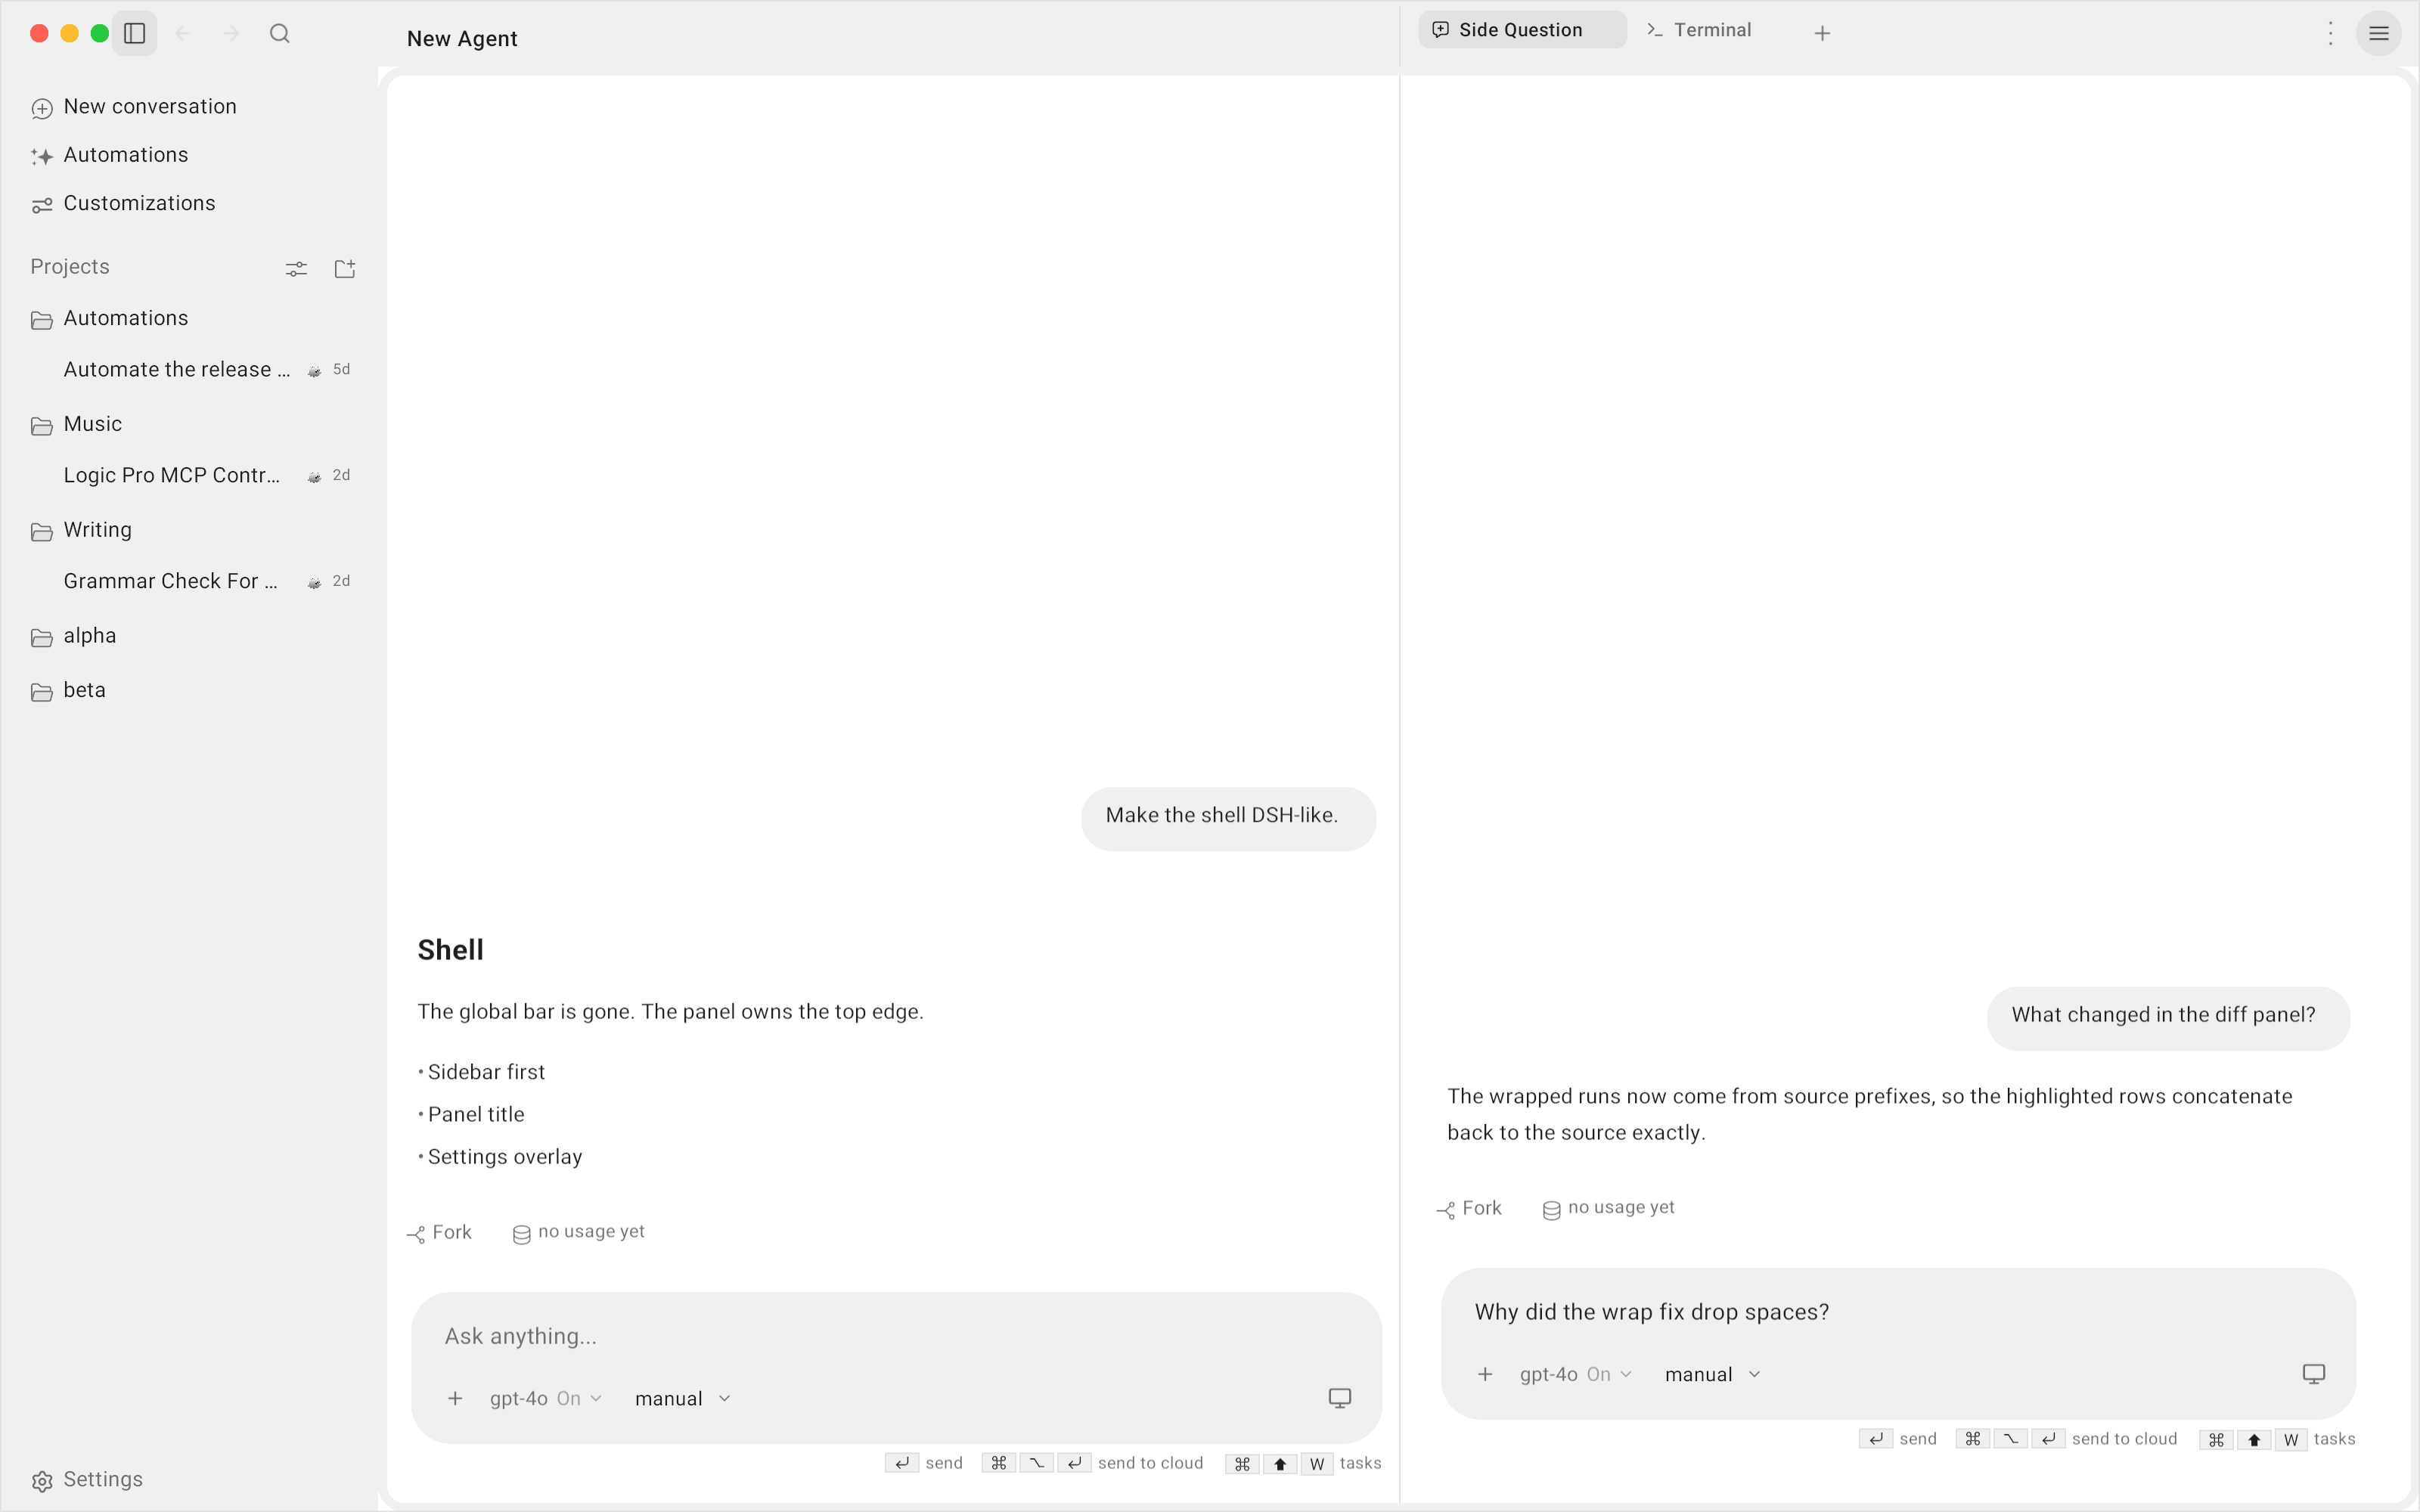 New Agent
Side Question
Terminal
New conversation
Automations
Customizations
Projects
Automations
Automate the release ... 5d
Music
Logic Pro MCP Contr... 2d
Writing
Grammar Check For ... 2d
alpha
beta
Settings
Make the shell DSH-like.
Shell
The global bar is gone. The panel owns the top edge.
• Sidebar first
• Panel title
• Settings overlay
Fork no usage yet
Ask anything...
gpt-4o On manual
send ⌘ ⌥ send to cloud ⌘ W tasks
What changed in the diff panel?
The wrapped runs now come from source prefixes, so the highlighted rows concatenate
back to the source exactly.
Fork no usage yet
Why did the wrap fix drop spaces?
gpt-4o On manual
send ⌘ ⌥ send to cloud ⌘ W tasks